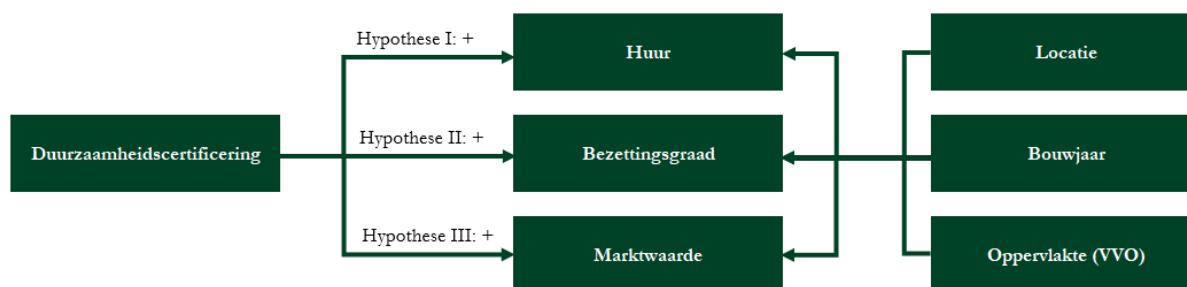 Hypothese I: +
Huur
Locatie
Duurzaamheidscertificering
Hypothese II: +
Bezettingsgraad
Bouwjaar
Hypothese III: +
Marktwaarde
Oppervlakte (VVO)